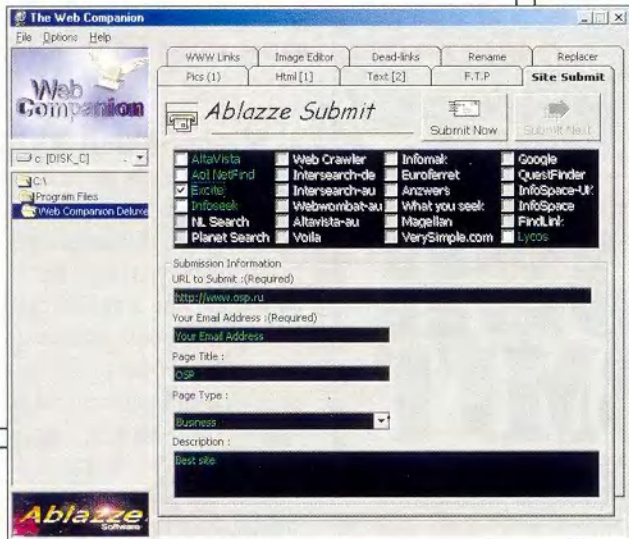 The Web Companion
File Options Help
Web Companion
WWW Links Image Editor Dead-links Rename Replacer
Pics (1) Html [1] Text [2] F.T.P Site Submit
Ablazze Submit
Submit Now Submit Next
c: [DISK_C]
C:\
Program Files
Web Companion Deluxe
AltaVista Web Crawler Infomak Google
Aol NetFind Intersearch-de Euroferret QuestFinder
Excite Intersearch-au Anzwers InfoSpace-UK
Infoseek Webwombat-au What you seek InfoSpace
NL Search Altavista-au Magellan FindLink
Planet Search Voila VerySimple.com Lycos
Submission Information
URL to Submit :(Required)
http://www.osp.ru
Your Email Address :(Required)
Your Email Address
Page Title :
OSP
Page Type :
Business
Description :
Best site
Ablazze
Software